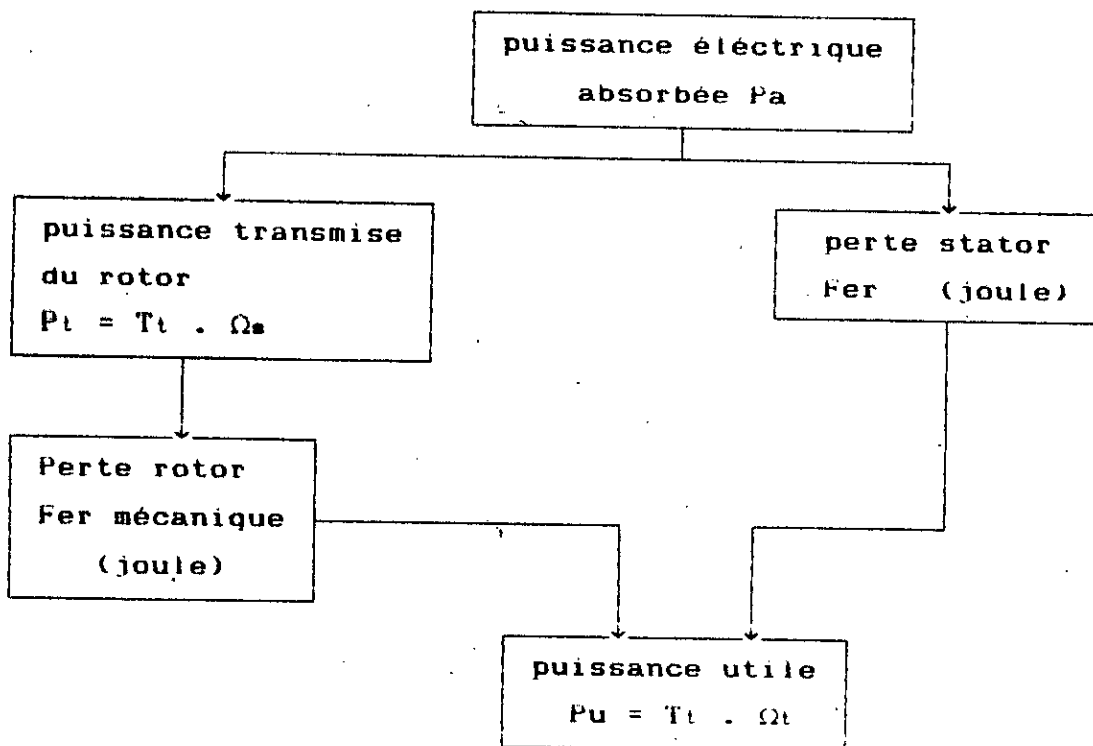 puissance éléctrique
absorbée Pa
puissance transmise
du rotor
Pt = Tt . Ωs
perte stator
Fer (joule)
Perte rotor
Fer mécanique
(joule)
puissance utile
Pu = Tt . Ωt